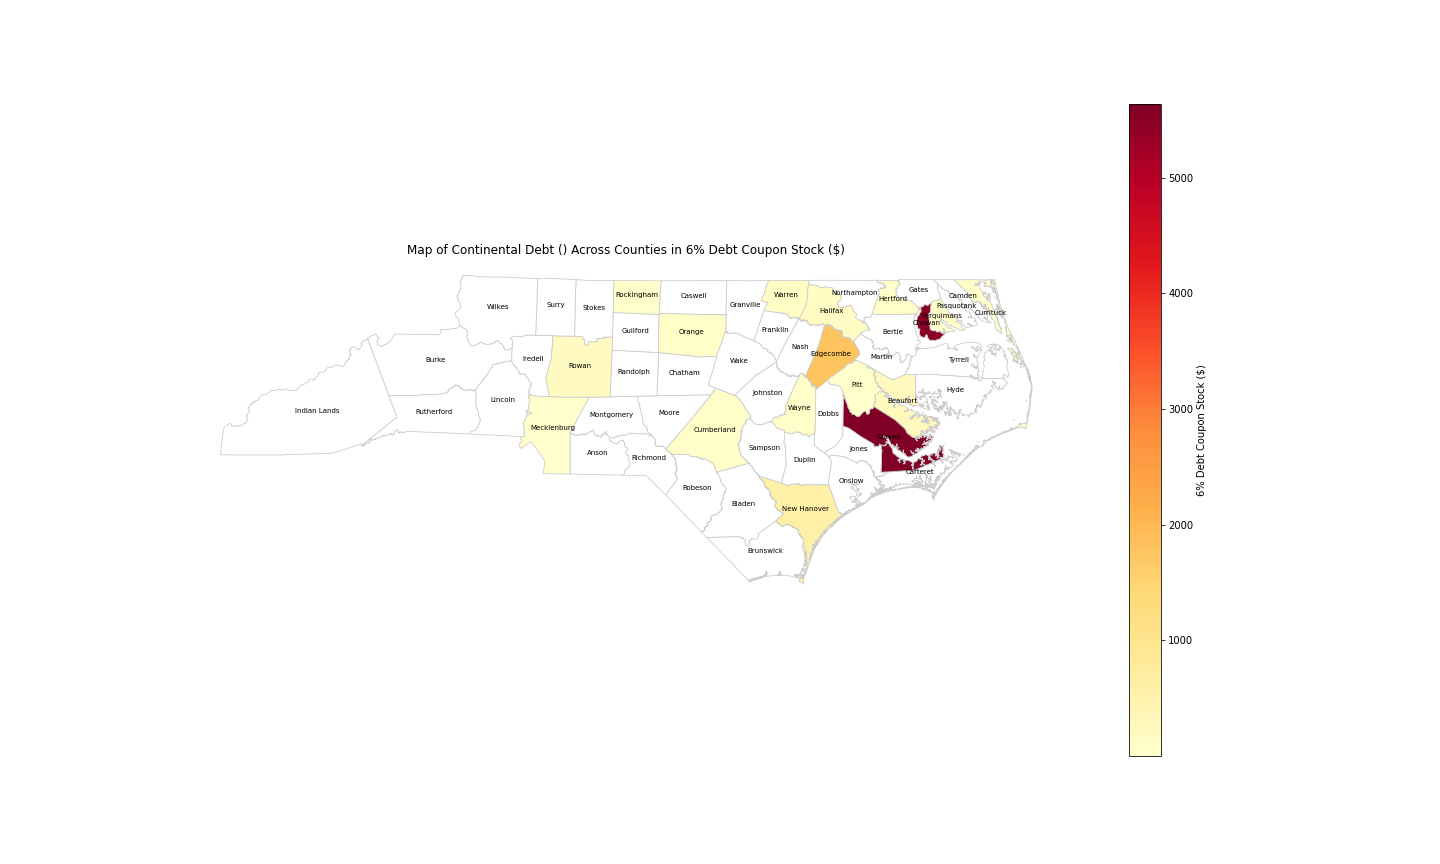 Map of Continental Debt () Across Counties in 6% Debt Coupon Stock ($)
Wilkes
Surry
Stokes
Rockingham
Caswell
Granville
Warren
Halifax
Northampton
Hertford
Gates
Camden
Pasquotank
Currituck
Perquimans
Chowan
Guilford
Orange
Franklin
Bertie
Nash
Edgecombe
Martin
Tyrrell
Burke
Iredell
Rowan
Randolph
Chatham
Wake
Johnston
Pitt
Hyde
Beaufort
Indian Lands
Rutherford
Lincoln
Mecklenburg
Montgomery
Moore
Cumberland
Wayne
Dobbs
Craven
Anson
Richmond
Sampson
Duplin
Jones
Carteret
Onslow
Robeson
Bladen
New Hanover
Brunswick
5000
4000
3000
2000
1000
6% Debt Coupon Stock ($)